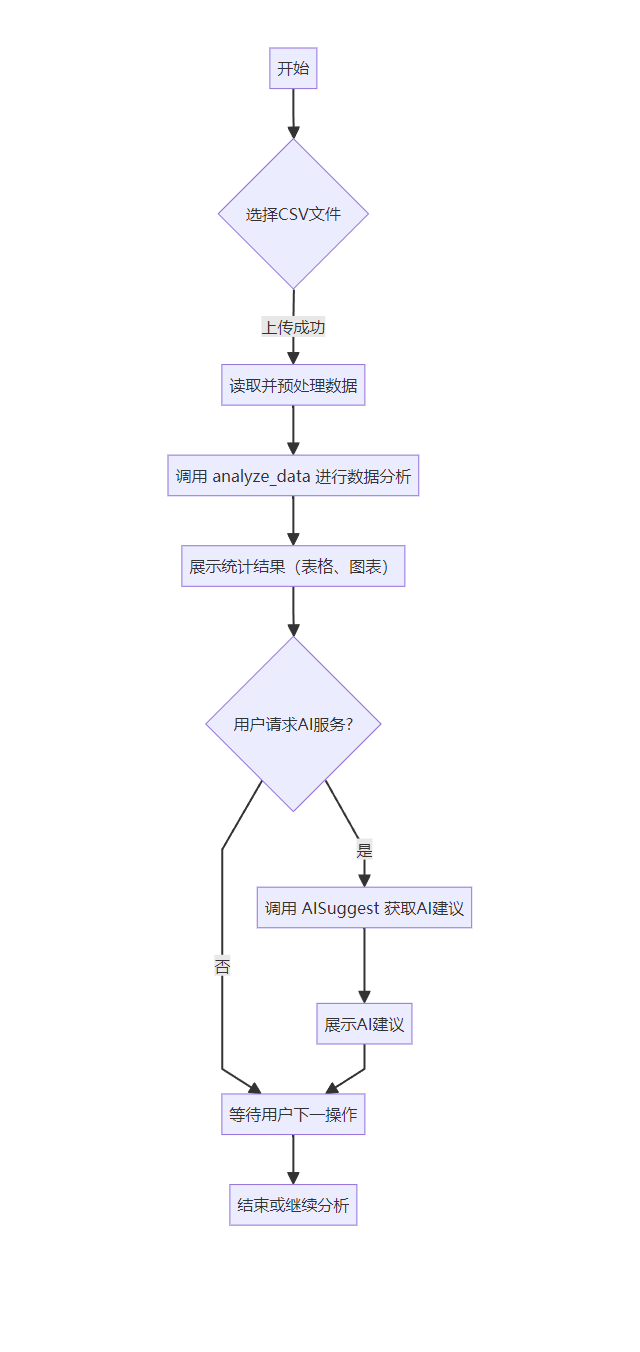 开始
选择CSV文件
上传成功
读取并预处理数据
调用 analyze_data 进行数据分析
展示统计结果（表格、图表）
用户请求AI服务?
是
调用 AISuggest 获取AI建议
否
展示AI建议
等待用户下一操作
结束或继续分析